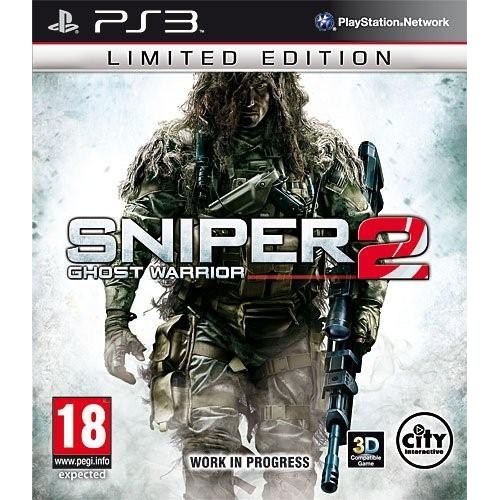 PS3
PlayStation®Network
LIMITED EDITION
SNIPER 2
GHOST WARRIOR
18
www.pegi.info
expected
WORK IN PROGRESS
3D
Compatible
Game
city
interactive